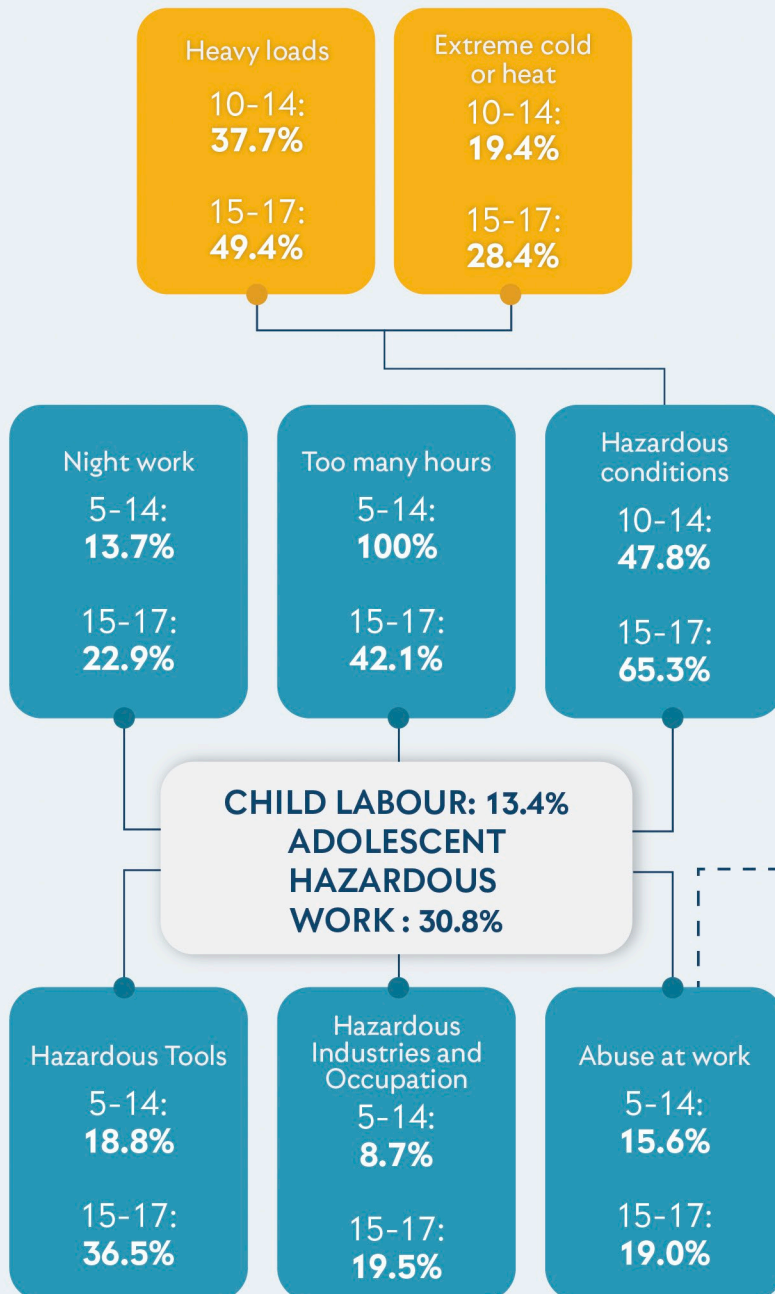 Heavy loads
10-14:
37.7%
15-17:
49.4%
Extreme cold
or heat
10-14:
19.4%
15-17:
28.4%
Night work
5-14:
13.7%
15-17:
22.9%
Too many hours
5-14:
100%
15-17:
42.1%
Hazardous
conditions
10-14:
47.8%
15-17:
65.3%
CHILD LABOUR: 13.4%
ADOLESCENT
HAZARDOUS
WORK : 30.8%
Hazardous Tools
5-14:
18.8%
15-17:
36.5%
Hazardous
Industries and
Occupation
5-14:
8.7%
15-17:
19.5%
Abuse at work
5-14:
15.6%
15-17:
19.0%